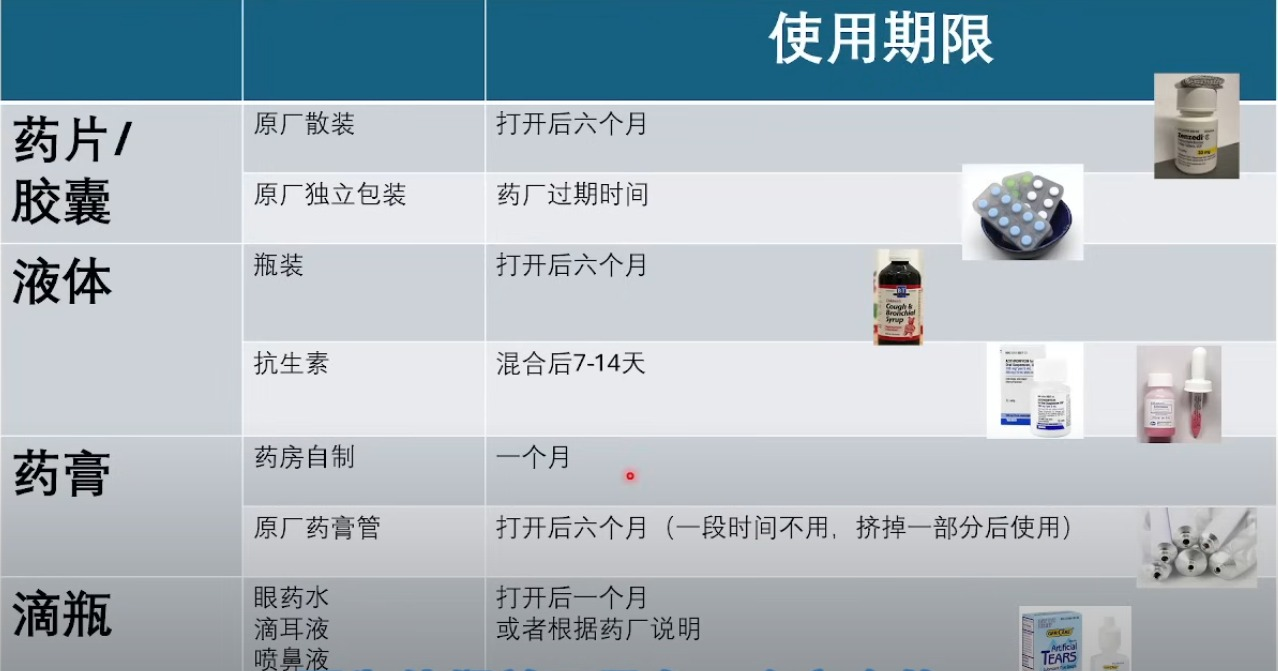 使用期限
药片/
胶囊
原厂散装
打开后六个月
原厂独立包装
药厂过期时间
液体
瓶装
打开后六个月
Cough &
Bronchial
Syrup
抗生素
混合后7-14天
药膏
药房自制
一个月
原厂药膏管
打开后六个月（一段时间不用，挤掉一部分后使用）
滴瓶
眼药水
滴耳液
喷鼻液
打开后一个月
或者根据药厂说明
Artificial
TEARS